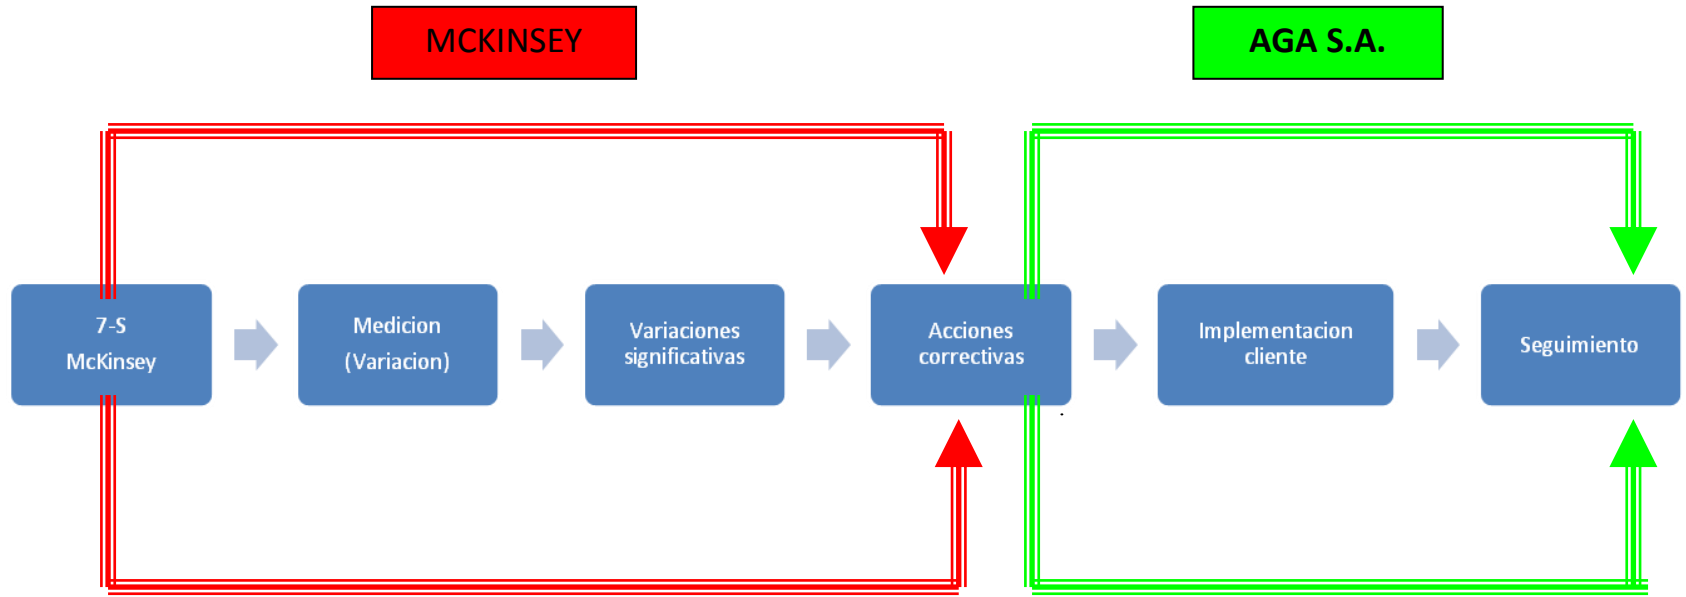 MCKINSEY
AGA S.A.
7-S
McKinsey
Medicion
(Variacion)
Variaciones
significativas
Acciones
correctivas
Implementacion
cliente
Seguimiento
.